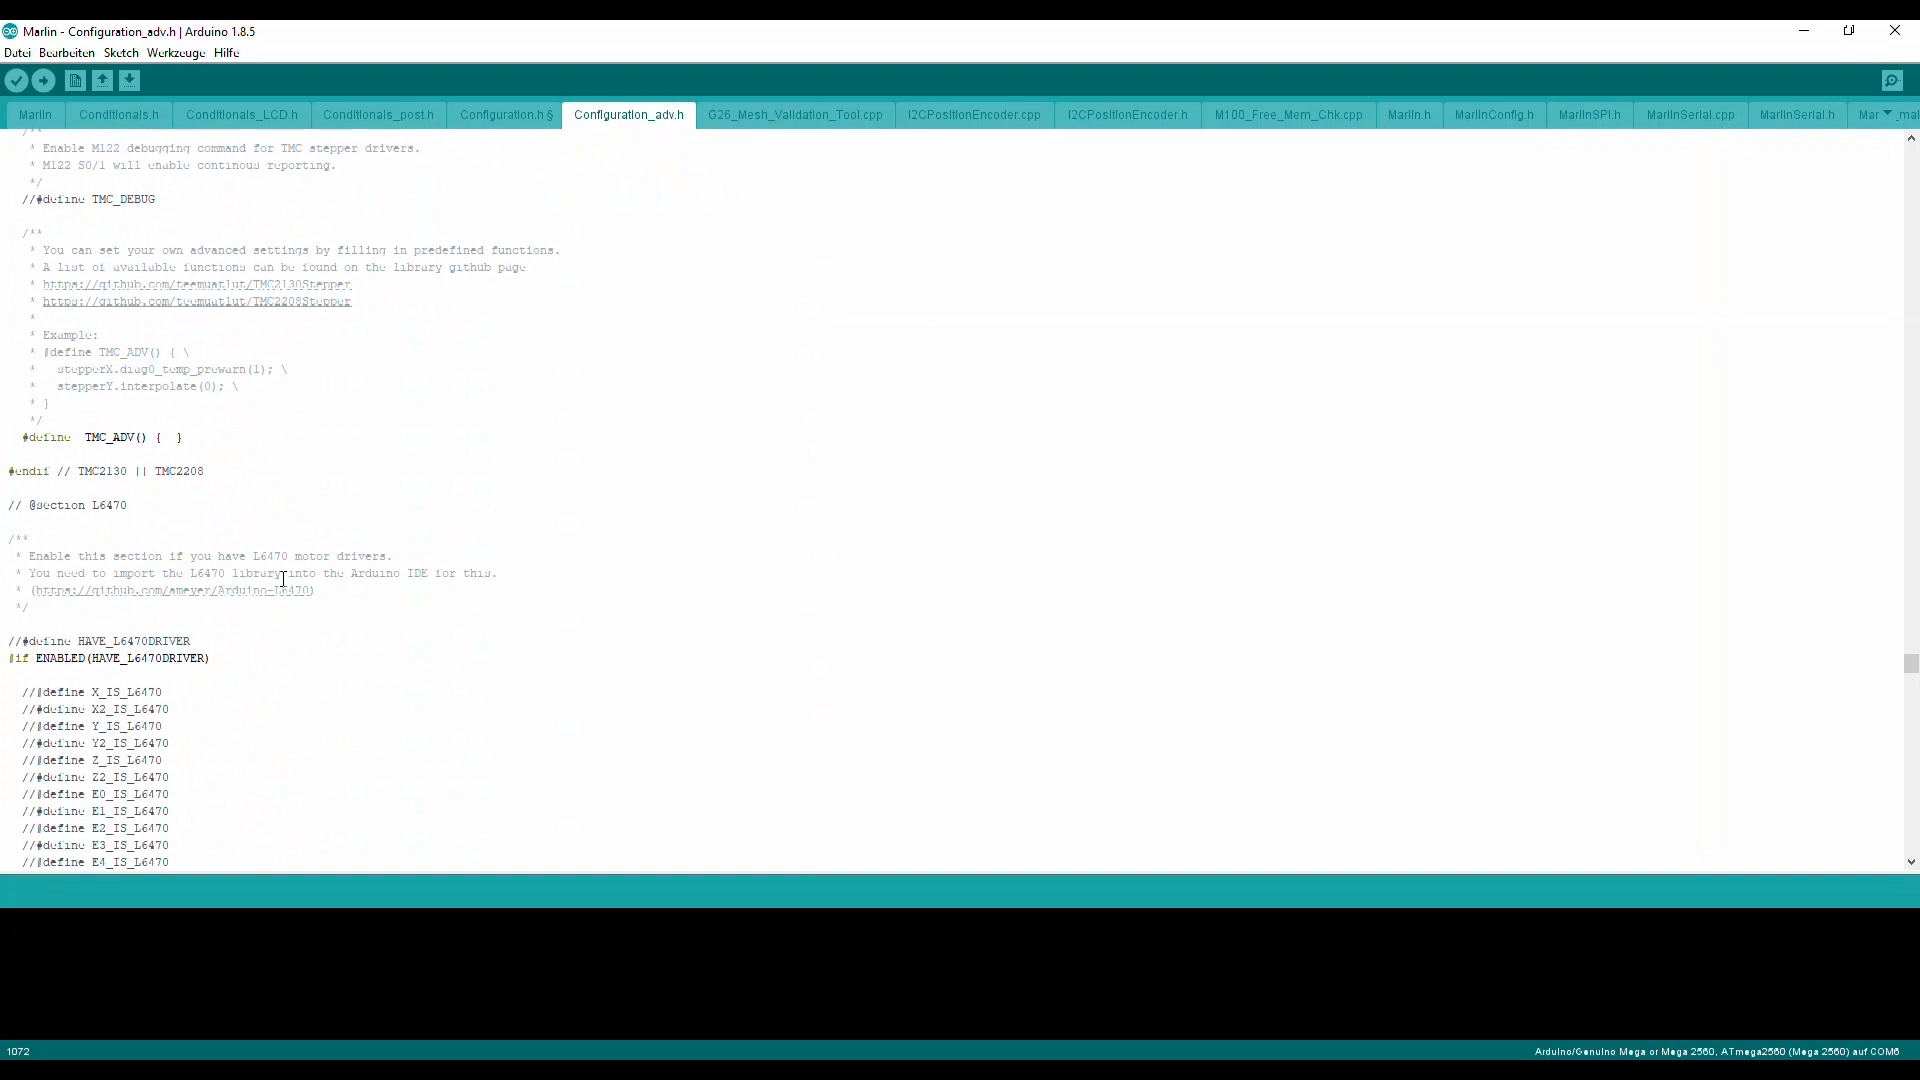 Marlin - Configuration_adv.h | Arduino 1.8.5
Datei Bearbeiten Sketch Werkzeuge Hilfe
Marlin Conditionals.h Conditionals_LCD.h Conditionals_post.h Configuration.h § Configuration_adv.h G26_Mesh_Validation_Tool.cpp I2CPositionEncoder.cpp I2CPositionEncoder.h M100_Free_Mem_Chk.cpp Marlin.h MarlinConfig.h MarlinSPI.h MarlinSerial.cpp MarlinSerial.h Mar _mai
/**
* Enable M122 debugging command for TMC stepper drivers.
* M122 S0/1 will enable continous reporting.
*/
//#define TMC_DEBUG
/**
* You can set your own advanced settings by filling in predefined functions.
* A list of available functions can be found on the library github page
* https://github.com/teemuatlut/TMC2130Stepper
* https://github.com/teemuatlut/TMC2208Stepper
*
* Example:
* #define TMC_ADV() { \
*   stepperX.diag0_temp_prewarn(1); \
*   stepperY.interpolate(0); \
* }
*/
#define  TMC_ADV() {  }
#endif // TMC2130 || TMC2208
// @section L6470
/**
* Enable this section if you have L6470 motor drivers.
* You need to import the L6470 library into the Arduino IDE for this.
* (https://github.com/ameyer/Arduino-L6470)
*/
//#define HAVE_L6470DRIVER
#if ENABLED(HAVE_L6470DRIVER)
//#define X_IS_L6470
//#define X2_IS_L6470
//#define Y_IS_L6470
//#define Y2_IS_L6470
//#define Z_IS_L6470
//#define Z2_IS_L6470
//#define E0_IS_L6470
//#define E1_IS_L6470
//#define E2_IS_L6470
//#define E3_IS_L6470
//#define E4_IS_L6470
1072
Arduino/Genuino Mega or Mega 2560, ATmega2560 (Mega 2560) auf COM6